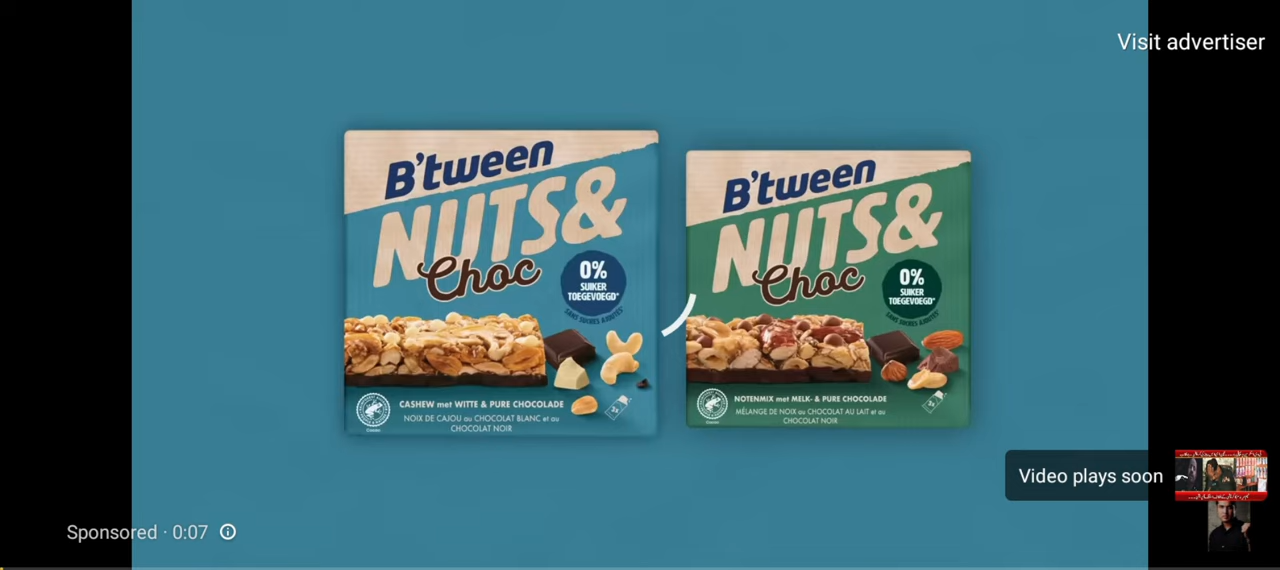 Visit advertiser
B'tween
NUTS&
Choc
0%
SUIKER
TOEGEVOEGD*
SANS SUCRES AJOUTÉS*
CASHEW met WITTE & PURE CHOCOLADE
NOIX DE CAJOU au CHOCOLAT BLANC et au
CHOCOLAT NOIR
B'tween
NUTS&
Choc
0%
SUIKER
TOEGEVOEGD*
SANS SUCRES AJOUTÉS*
NOTENMIX met MELK- & PURE CHOCOLADE
MÉLANGE DE NOIX au CHOCOLAT AU LAIT et au
CHOCOLAT NOIR
Video plays soon
Sponsored · 0:07